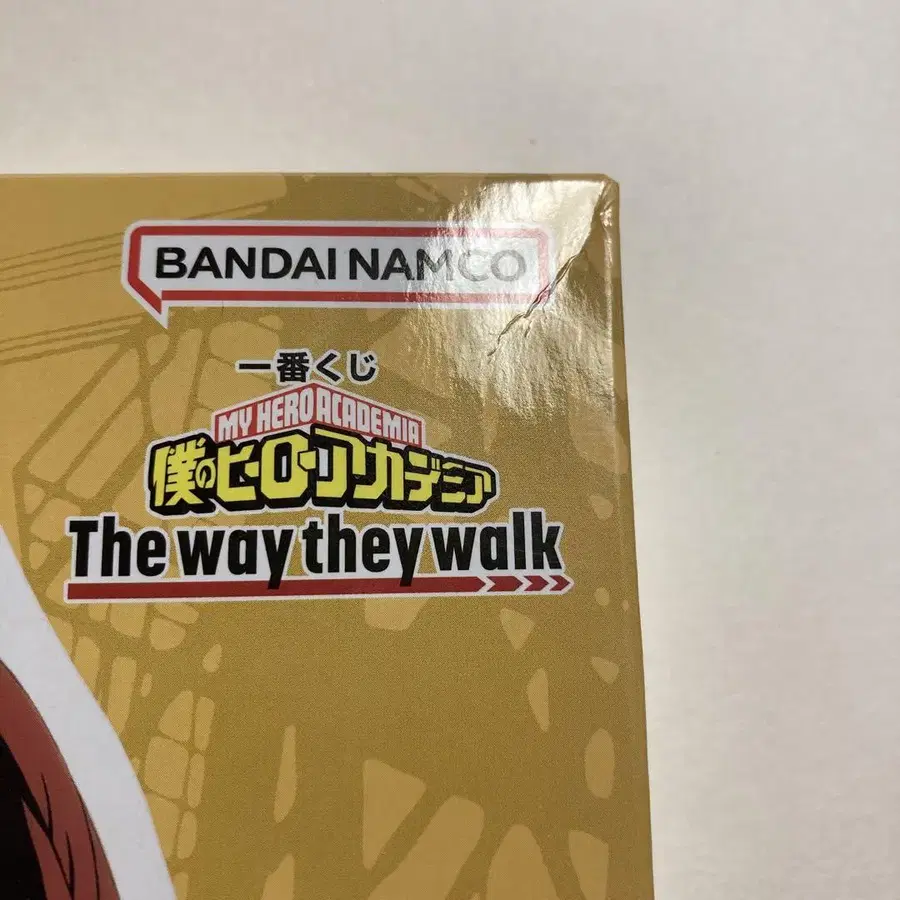 BANDAI NAMCO
一番くじ
MY HERO ACADEMIA
僕のヒーローアカデミア
The way they walk